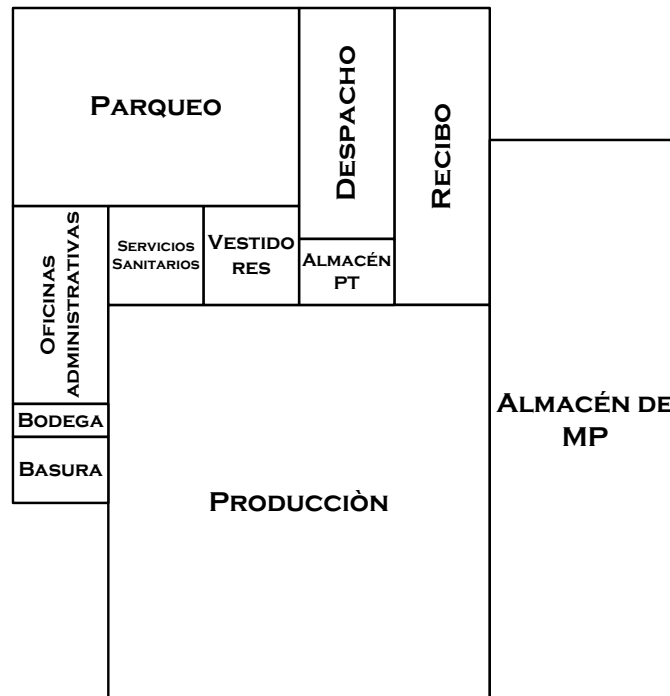 PARQUEO
DESPACHO
RECIBO
OFICINAS
ADMINISTRATIVAS
SERVICIOS
SANITARIOS
VESTIDO
RES
ALMACÉN
PT
BODEGA
BASURA
PRODUCCIÒN
ALMACÉN DE
MP